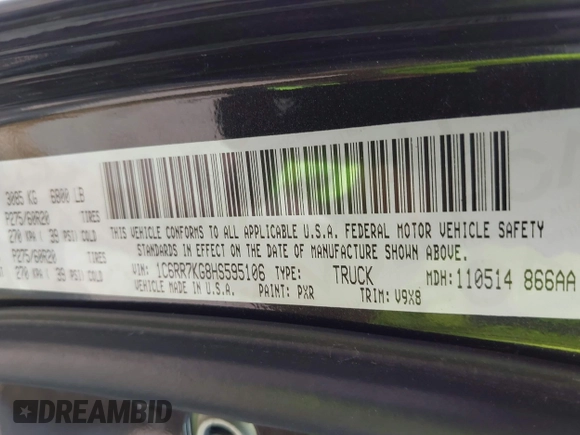 3085 KG 6800 LB
P275/60R20 TIRES
270 KPA / 39 PSI/COLD
P275/60R20 TIRES
270 KPA / 39 PSI/COLD
THIS VEHICLE CONFORMS TO ALL APPLICABLE U.S.A. FEDERAL MOTOR VEHICLE SAFETY
STANDARDS IN EFFECT ON THE DATE OF MANUFACTURE SHOWN ABOVE.
VIN: 1C6RR7KG8HS595106 TYPE: TRUCK MDH: 110514 866AA
VEHICLE MADE IN U.S.A. PAINT: PXR TRIM: V9X8
DREAMBID